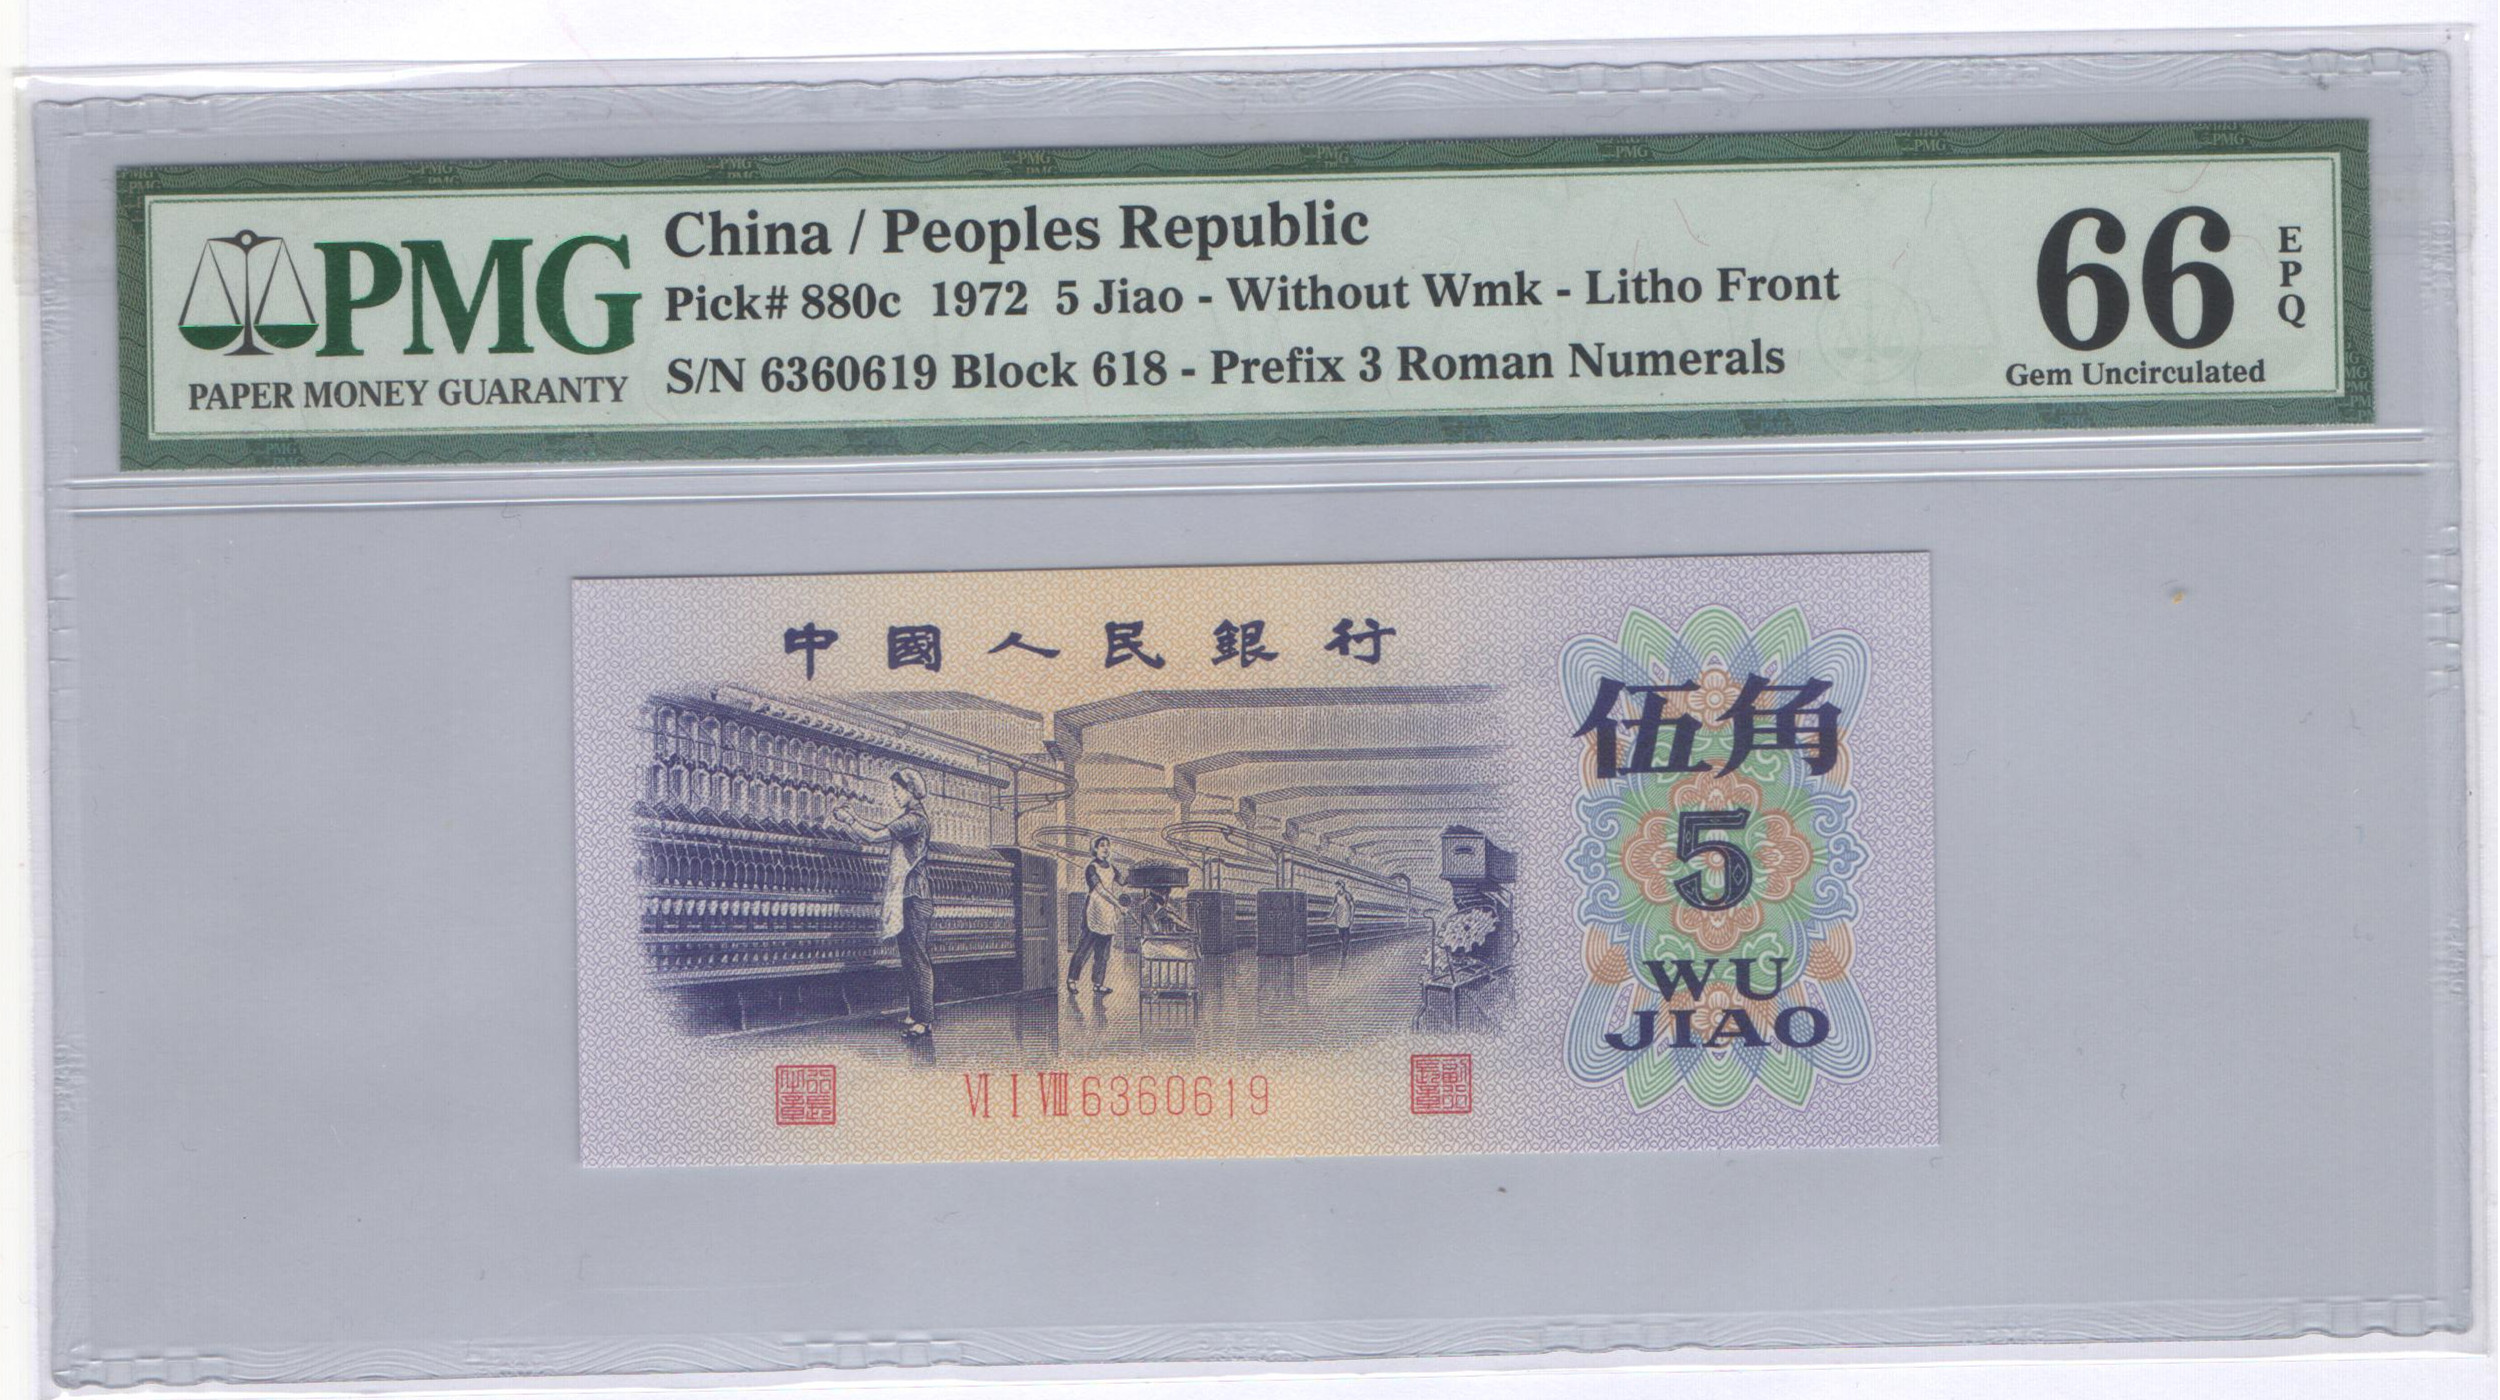 PMG
PAPER MONEY GUARANTY
China / Peoples Republic
Pick# 880c 1972 5 Jiao - Without Wmk - Litho Front
S/N 6360619 Block 618 - Prefix 3 Roman Numerals
66
EPQ
Gem Uncirculated
中國人民銀行
伍角
5
WU
JIAO
VI I VIII 6360619